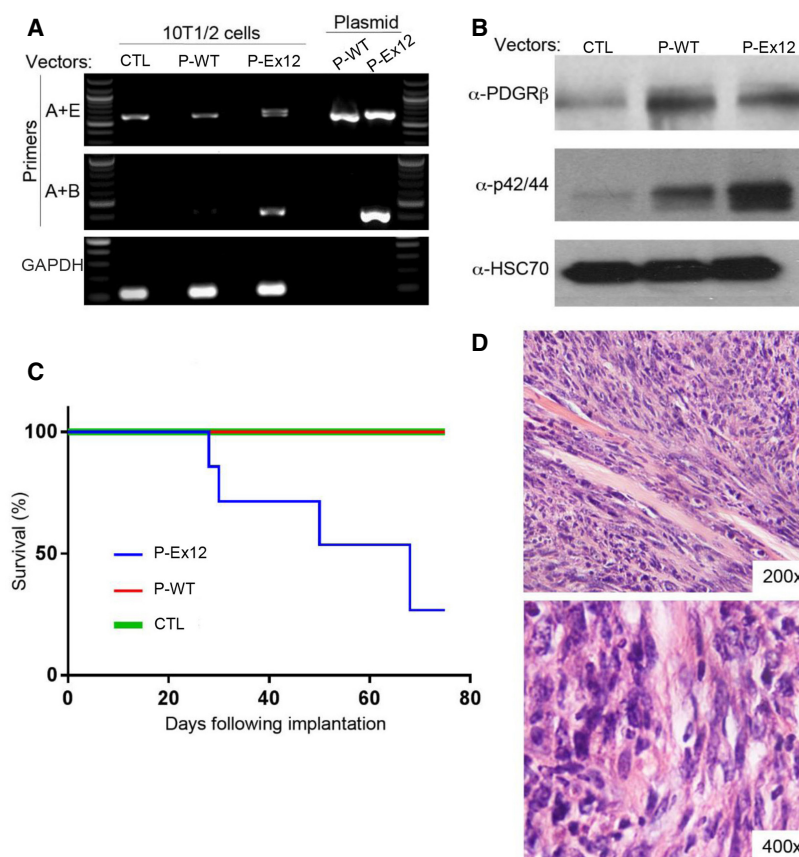 A
10T1/2 cells
Plasmid
Vectors:
CTL
P-WT
P-Ex12
P-WT
P-Ex12
Primers
A+E
A+B
GAPDH
B
Vectors:
CTL
P-WT
P-Ex12
α-PDGRβ
α-p42/44
α-HSC70
C
Survival (%)
100
50
0
P-Ex12
P-WT
CTL
0
20
40
60
80
Days following implantation
D
200x
400x